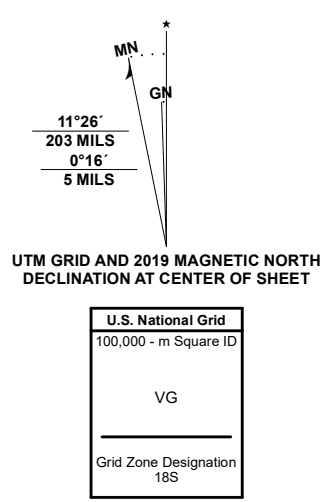 ★
MN
GN
11°26´
203 MILS
0°16´
5 MILS
UTM GRID AND 2019 MAGNETIC NORTH
DECLINATION AT CENTER OF SHEET
U.S. National Grid
100,000 - m Square ID
VG
Grid Zone Designation
18S